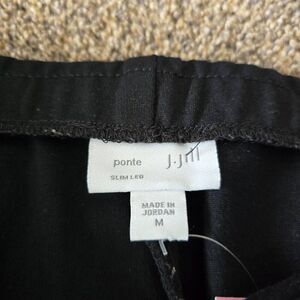 ponte J.Jill
SLIM LEG
MADE IN
JORDAN
M